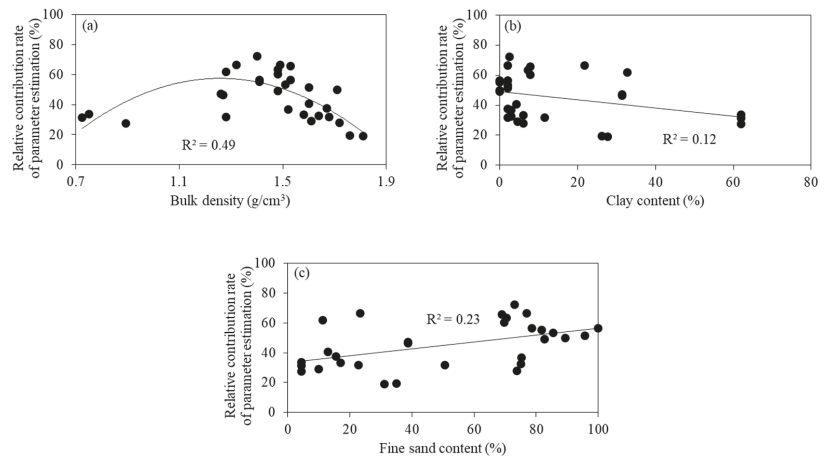 (a)
Relative contribution rate
of parameter estimation (%)
100
80
60
40
20
0
R² = 0.49
0.7 1.1 1.5 1.9
Bulk density (g/cm³)
(b)
Relative contribution rate
of parameter estimation (%)
100
80
60
40
20
0
R² = 0.12
0 20 40 60 80
Clay content (%)
(c)
Relative contribution rate
of parameter estimation (%)
100
80
60
40
20
0
R² = 0.23
0 20 40 60 80 100
Fine sand content (%)